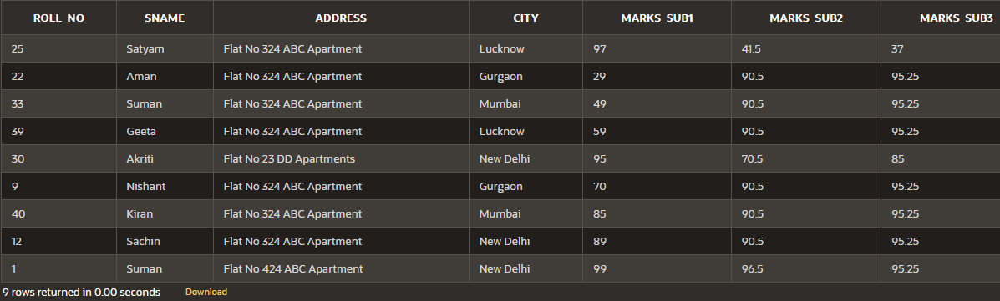 ROLL_NO SNAME ADDRESS CITY MARKS_SUB1 MARKS_SUB2 MARKS_SUB3
25 Satyam Flat No 324 ABC Apartment Lucknow 97 41.5 37
22 Aman Flat No 324 ABC Apartment Gurgaon 29 90.5 95.25
33 Suman Flat No 324 ABC Apartment Mumbai 49 90.5 95.25
39 Geeta Flat No 324 ABC Apartment Lucknow 59 90.5 95.25
30 Akriti Flat No 23 DD Apartments New Delhi 95 70.5 85
9 Nishant Flat No 324 ABC Apartment Gurgaon 70 90.5 95.25
40 Kiran Flat No 324 ABC Apartment Mumbai 85 90.5 95.25
12 Sachin Flat No 324 ABC Apartment New Delhi 89 90.5 95.25
1 Suman Flat No 424 ABC Apartment New Delhi 99 96.5 95.25
9 rows returned in 0.00 seconds Download